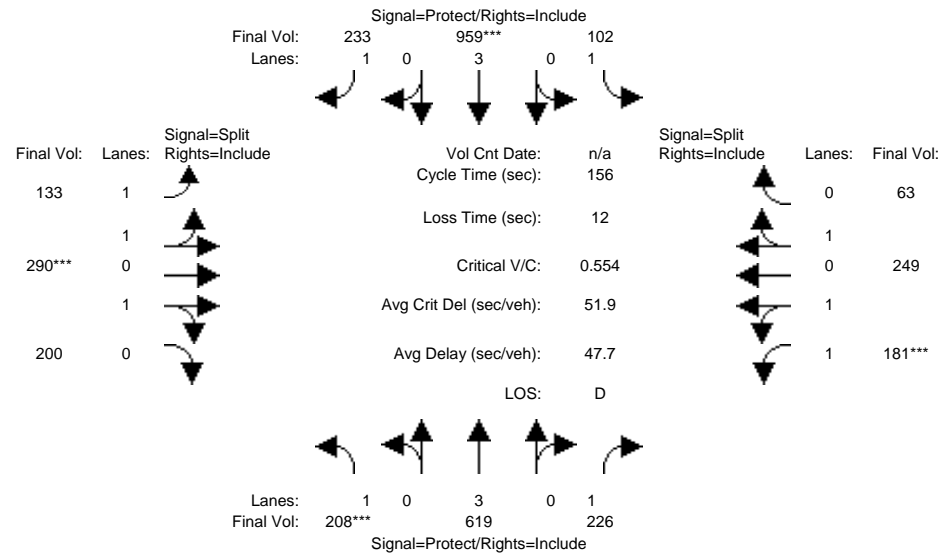 Signal=Protect/Rights=Include
Final Vol: 233 959*** 102
Lanes: 1 0 3 0 1
Signal=Split
Final Vol: Lanes: Rights=Include
Vol Cnt Date: n/a
Signal=Split
Rights=Include Lanes: Final Vol:
Cycle Time (sec): 156
133 1
0 63
Loss Time (sec): 12
1
1
290*** 0
Critical V/C: 0.554
0 249
1
Avg Crit Del (sec/veh): 51.9
1
200 0
Avg Delay (sec/veh): 47.7
1 181***
LOS: D
Lanes: 1 0 3 0 1
Final Vol: 208*** 619 226
Signal=Protect/Rights=Include